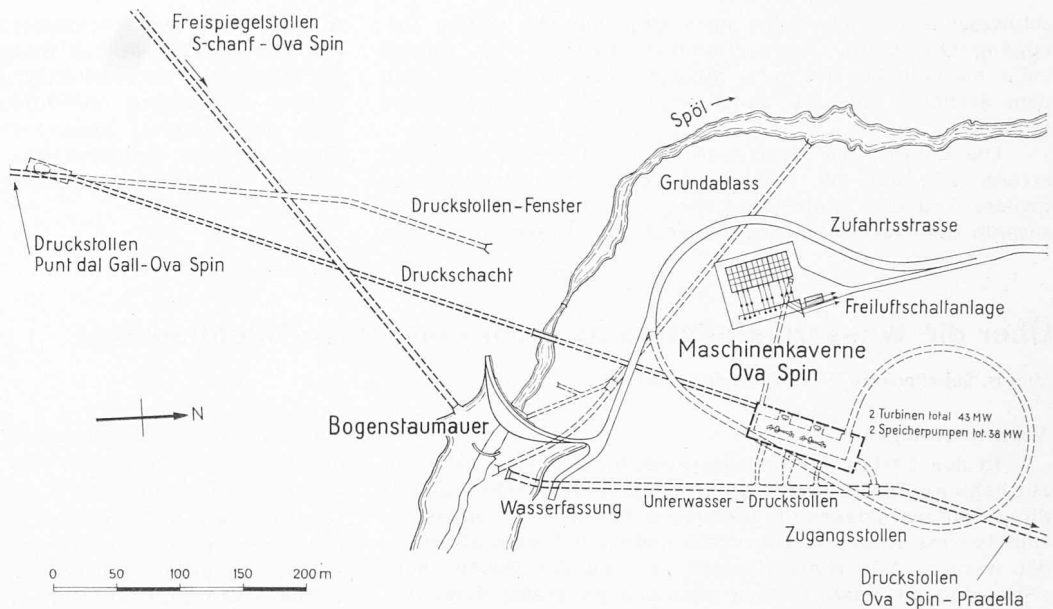 Freispiegelstollen
S-chanf - Ova Spin
Spöl
Grundablass
Druckstollen - Fenster
Zufahrtsstrasse
Druckstollen
Punt dal Gall-Ova Spin
Druckschacht
Freiluftschaltanlage
Maschinenkaverne
Ova Spin
N
2 Turbinen total 43 MW
2 Speicherpumpen tot. 38 MW
Bogenstaumauer
Wasserfassung
Unterwasser - Druckstollen
Zugangsstollen
0 50 100 150 200 m
Druckstollen
Ova Spin - Pradella